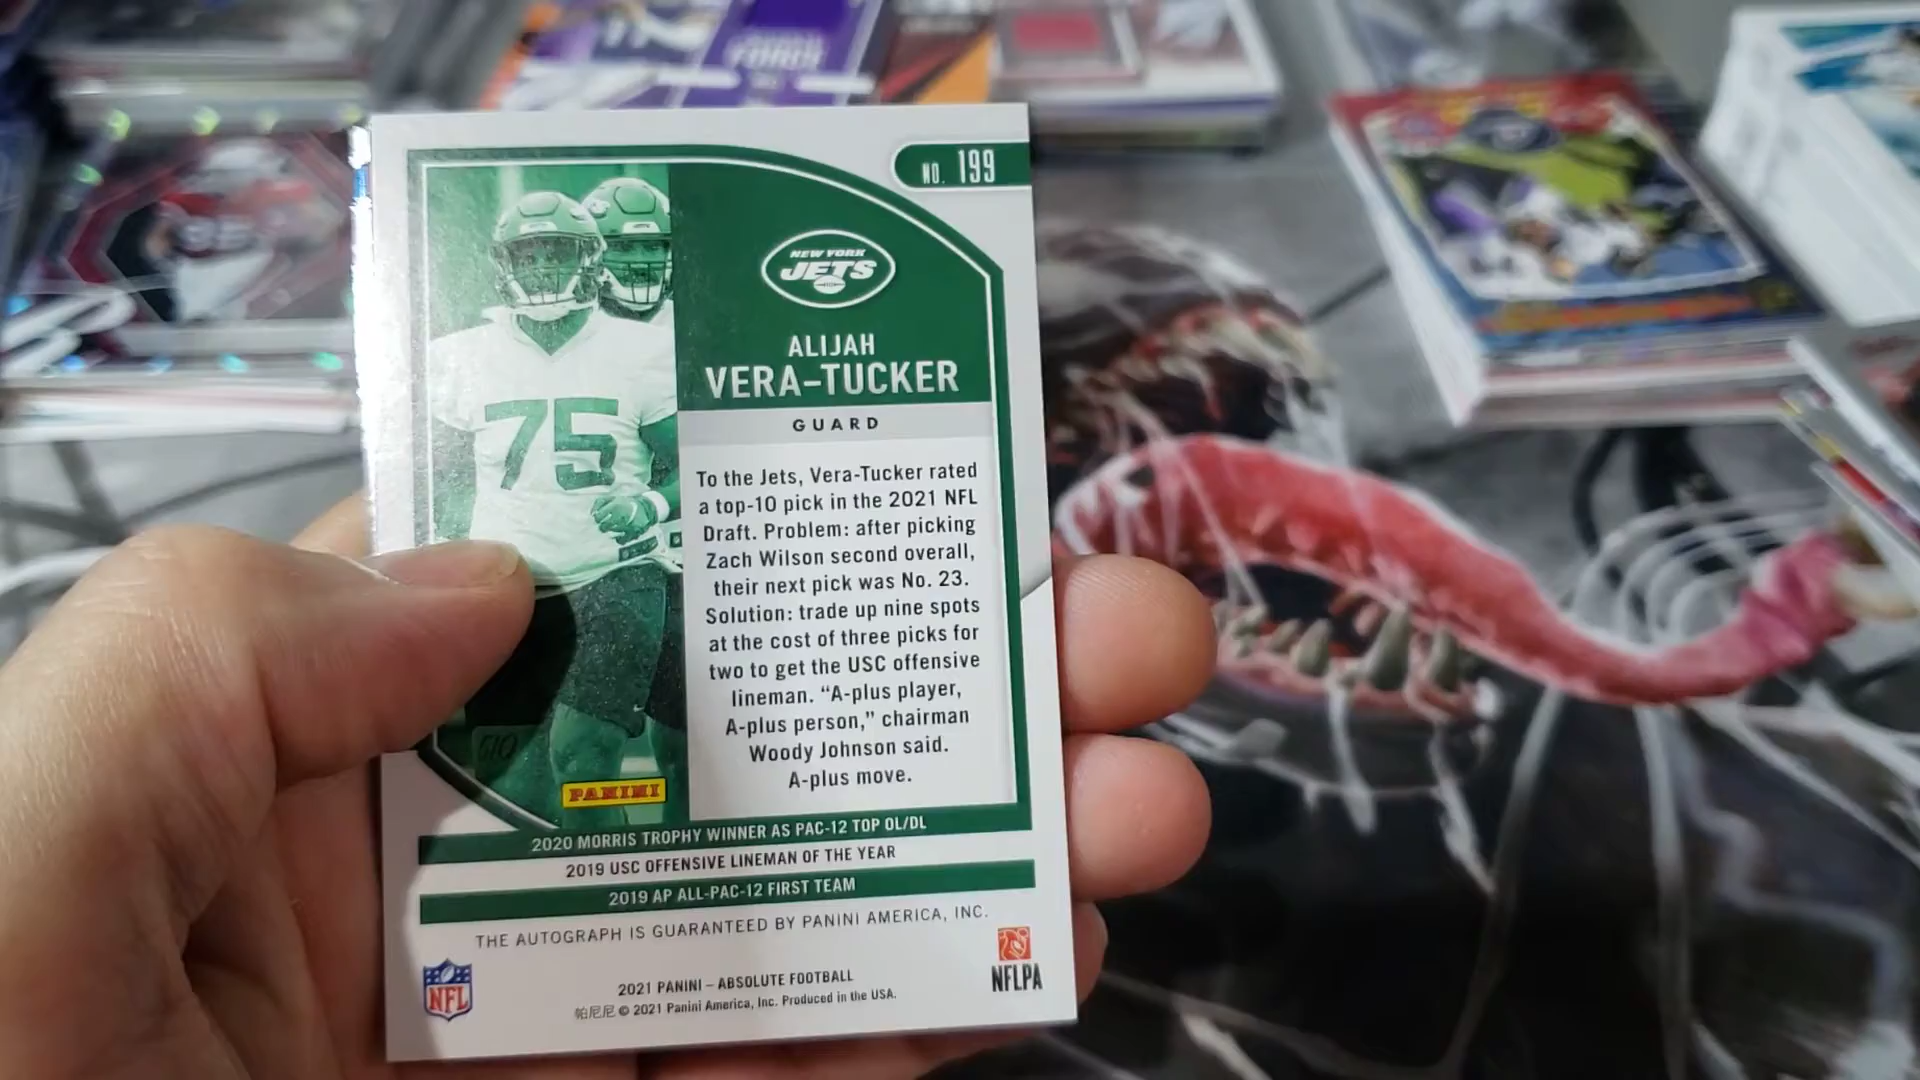 NO. 199
NEW YORK
JETS
ALIJAH
VERA-TUCKER
GUARD
75
To the Jets, Vera-Tucker rated
a top-10 pick in the 2021 NFL
Draft. Problem: after picking
Zach Wilson second overall,
their next pick was No. 23.
Solution: trade up nine spots
at the cost of three picks for
two to get the USC offensive
lineman. “A-plus player,
A-plus person,” chairman
Woody Johnson said.
A-plus move.
PANINI
2020 MORRIS TROPHY WINNER AS PAC-12 TOP OL/DL
2019 USC OFFENSIVE LINEMAN OF THE YEAR
2019 AP ALL-PAC-12 FIRST TEAM
THE AUTOGRAPH IS GUARANTEED BY PANINI AMERICA, INC.
NFL
NFLPA
2021 PANINI – ABSOLUTE FOOTBALL
帕尼尼 © 2021 Panini America, Inc. Produced in the USA.